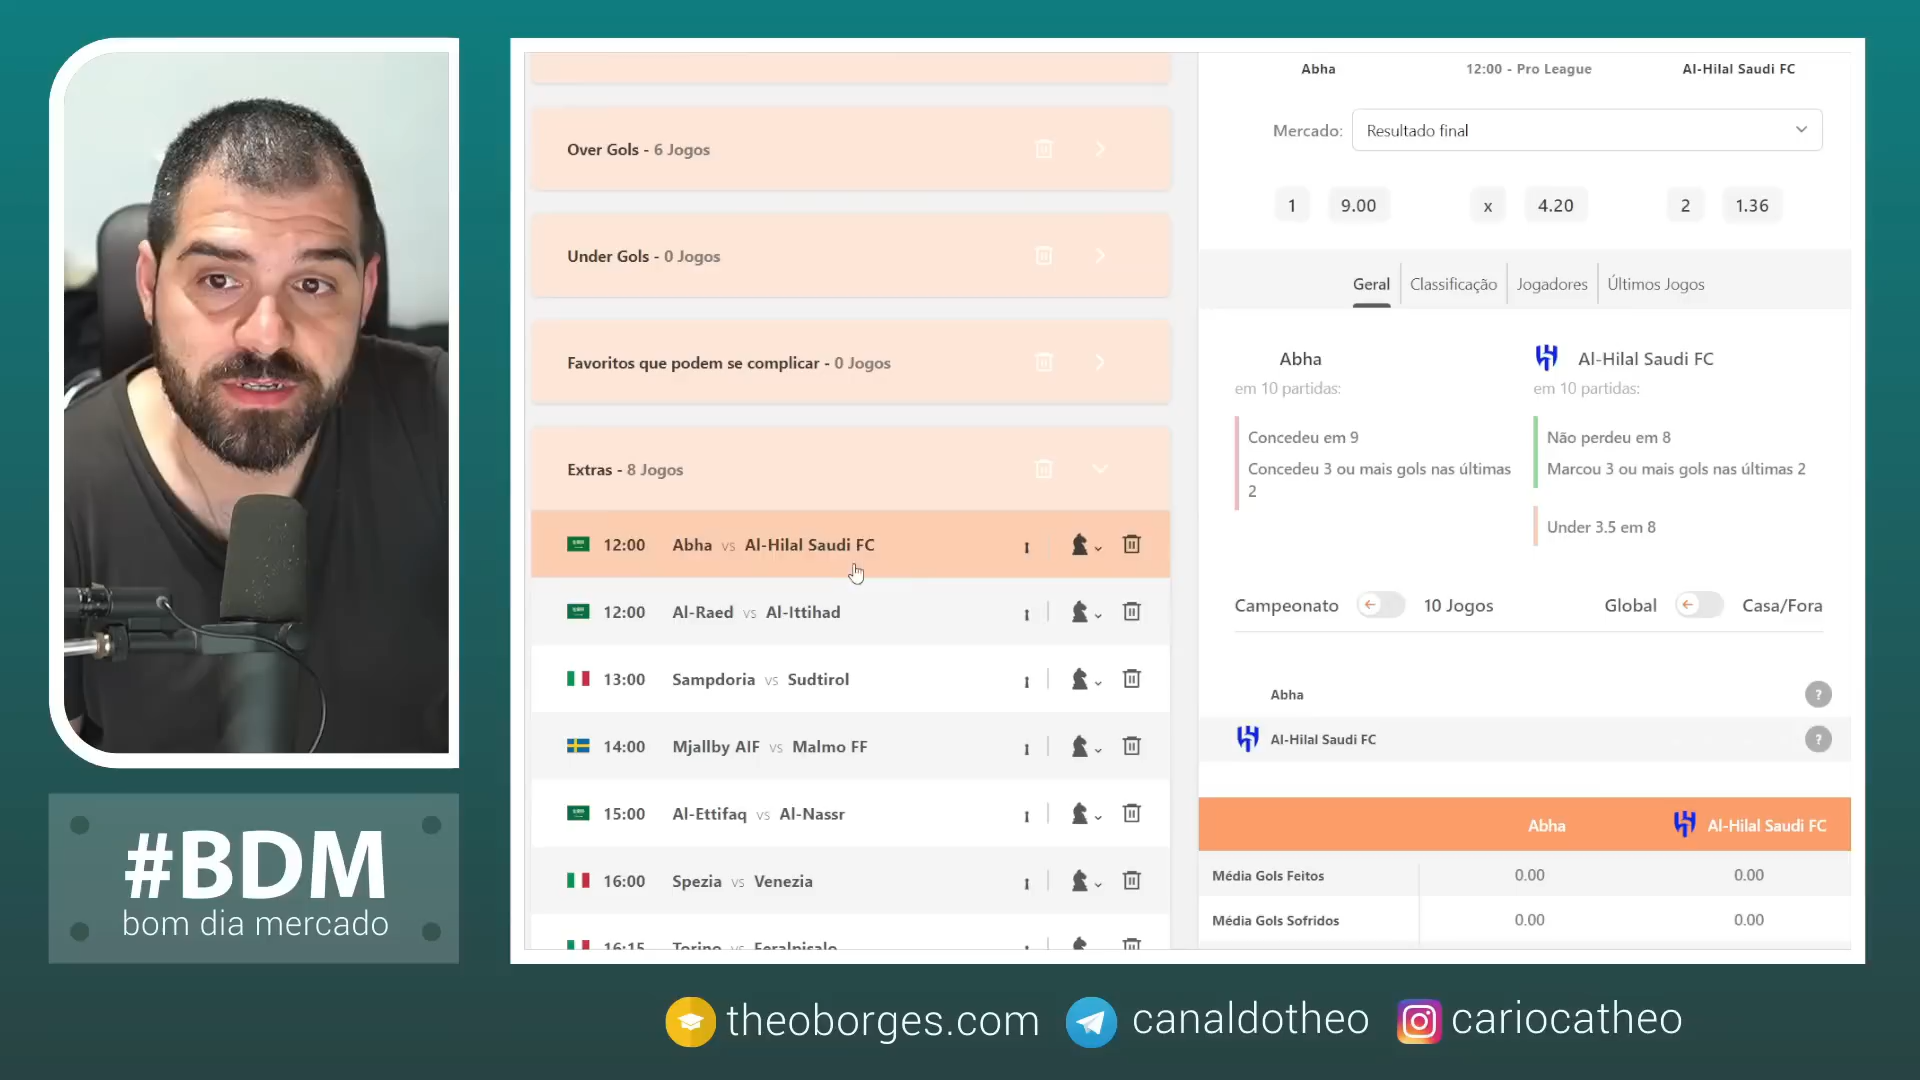 Over Gols - 6 Jogos
Under Gols - 0 Jogos
Favoritos que podem se complicar - 0 Jogos
Extras - 8 Jogos
12:00 Abha vs Al-Hilal Saudi FC
12:00 Al-Raed vs Al-Ittihad
13:00 Sampdoria vs Sudtirol
14:00 Mjallby AIF vs Malmo FF
15:00 Al-Ettifaq vs Al-Nassr
16:00 Spezia vs Venezia
16:15 Torino vs Feralpisalo
Abha 12:00 - Pro League Al-Hilal Saudi FC
Mercado: Resultado final
1 9.00 x 4.20 2 1.36
Geral Classificação Jogadores Últimos Jogos
Abha
em 10 partidas:
Concedeu em 9
Concedeu 3 ou mais gols nas últimas
2
Al-Hilal Saudi FC
em 10 partidas:
Não perdeu em 8
Marcou 3 ou mais gols nas últimas 2
Under 3.5 em 8
Campeonato 10 Jogos Global Casa/Fora
Abha ?
Al-Hilal Saudi FC ?
Abha Al-Hilal Saudi FC
Média Gols Feitos 0.00 0.00
Média Gols Sofridos 0.00 0.00
#BDM
bom dia mercado
theoborges.com canaldotheo cariocatheo